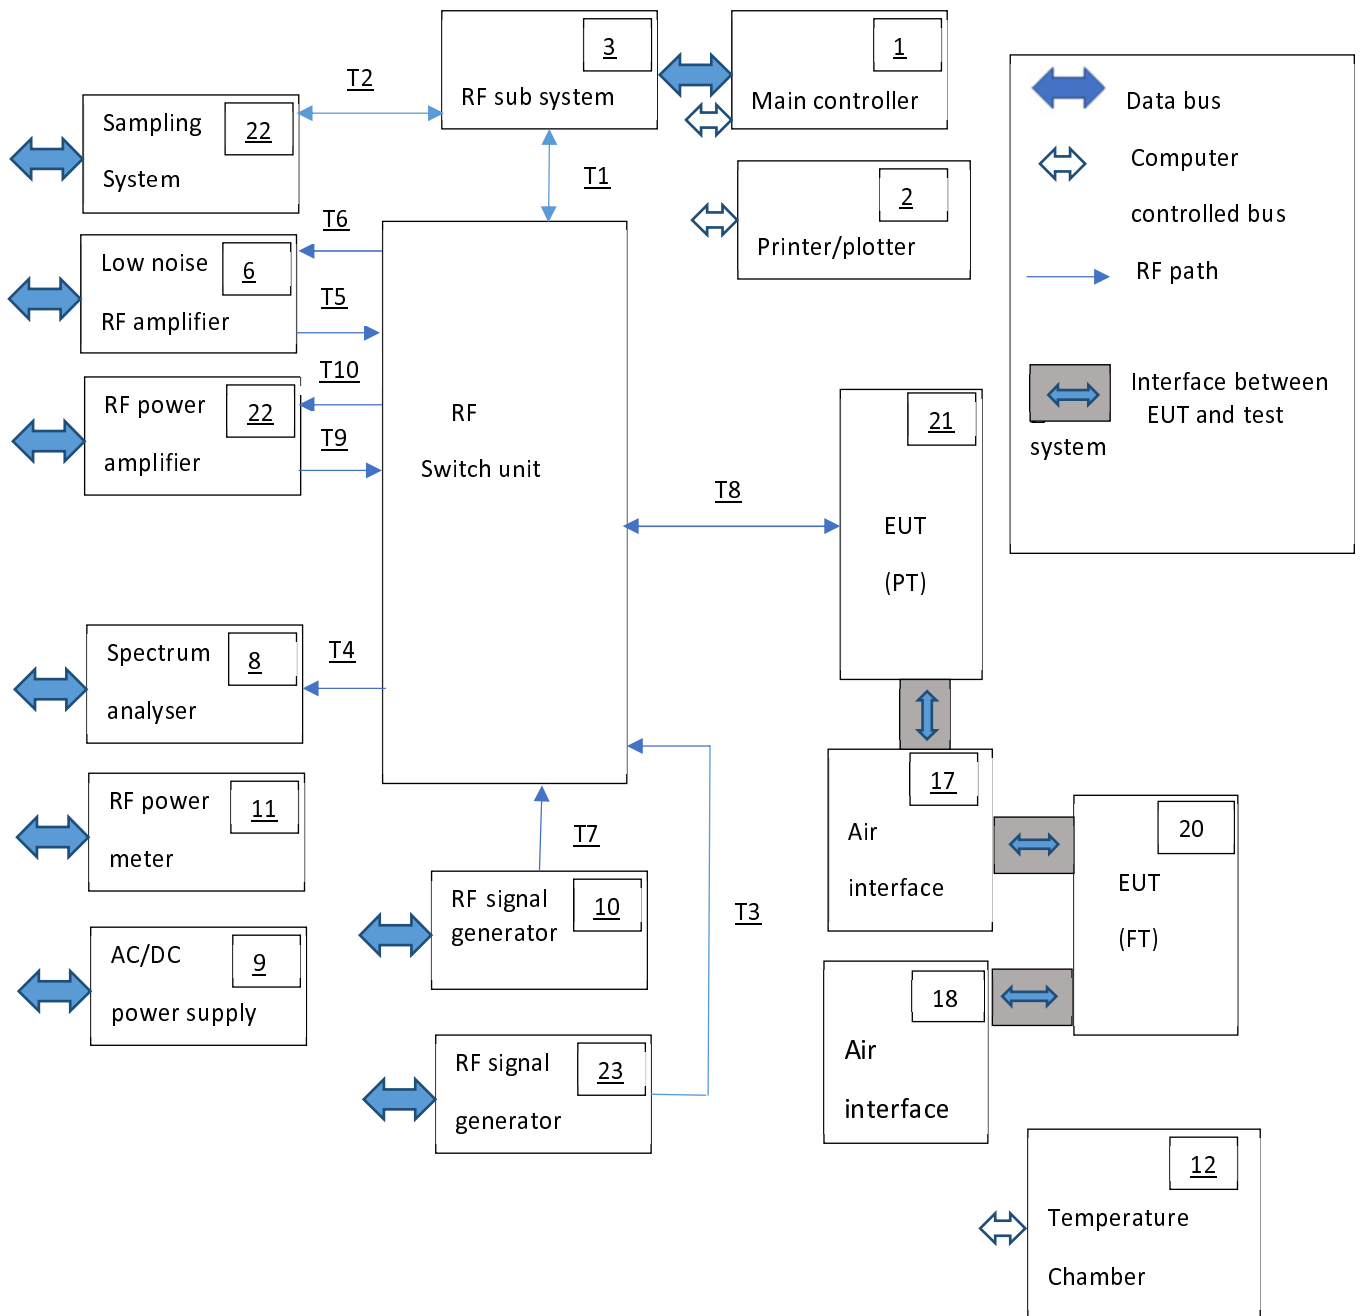 3
RF sub system
1
Main controller
T2
Sampling
22
System
T1
2
Printer/plotter
Data bus
Computer
controlled bus
RF path
Interface between
EUT and test
system
T6
Low noise
6
RF amplifier
T5
T10
RF power
22
amplifier
T9
RF
Switch unit
T8
21
EUT
(PT)
Spectrum
8
analyser
T4
RF power
11
meter
AC/DC
9
power supply
T7
RF signal
10
generator
T3
RF signal
23
generator
17
Air
interface
20
EUT
(FT)
18
Air
interface
12
Temperature
Chamber